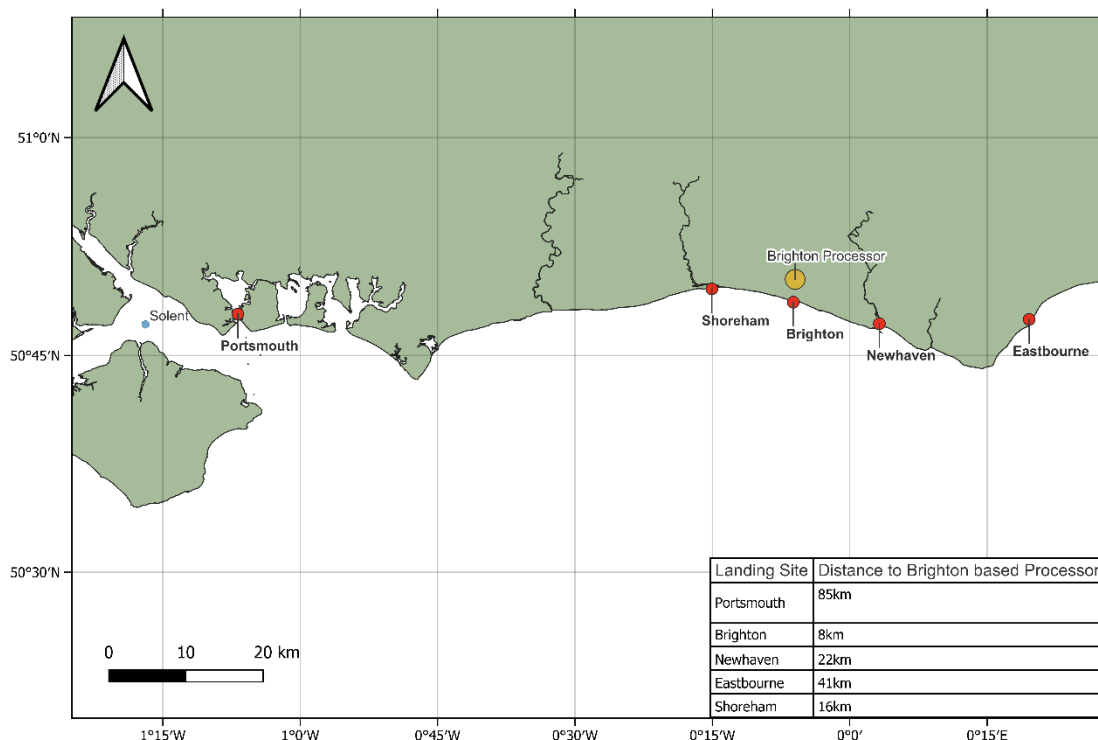 51°0′N
Brighton Processor
Solent
Shoreham
Brighton
Portsmouth
Newhaven
Eastbourne
50°45′N
50°30′N
Landing Site Distance to Brighton based Processor
Portsmouth 85km
Brighton 8km
Newhaven 22km
Eastbourne 41km
Shoreham 16km
0 10 20 km
1°15′W 1°0′W 0°45′W 0°30′W 0°15′W 0°0′ 0°15′E